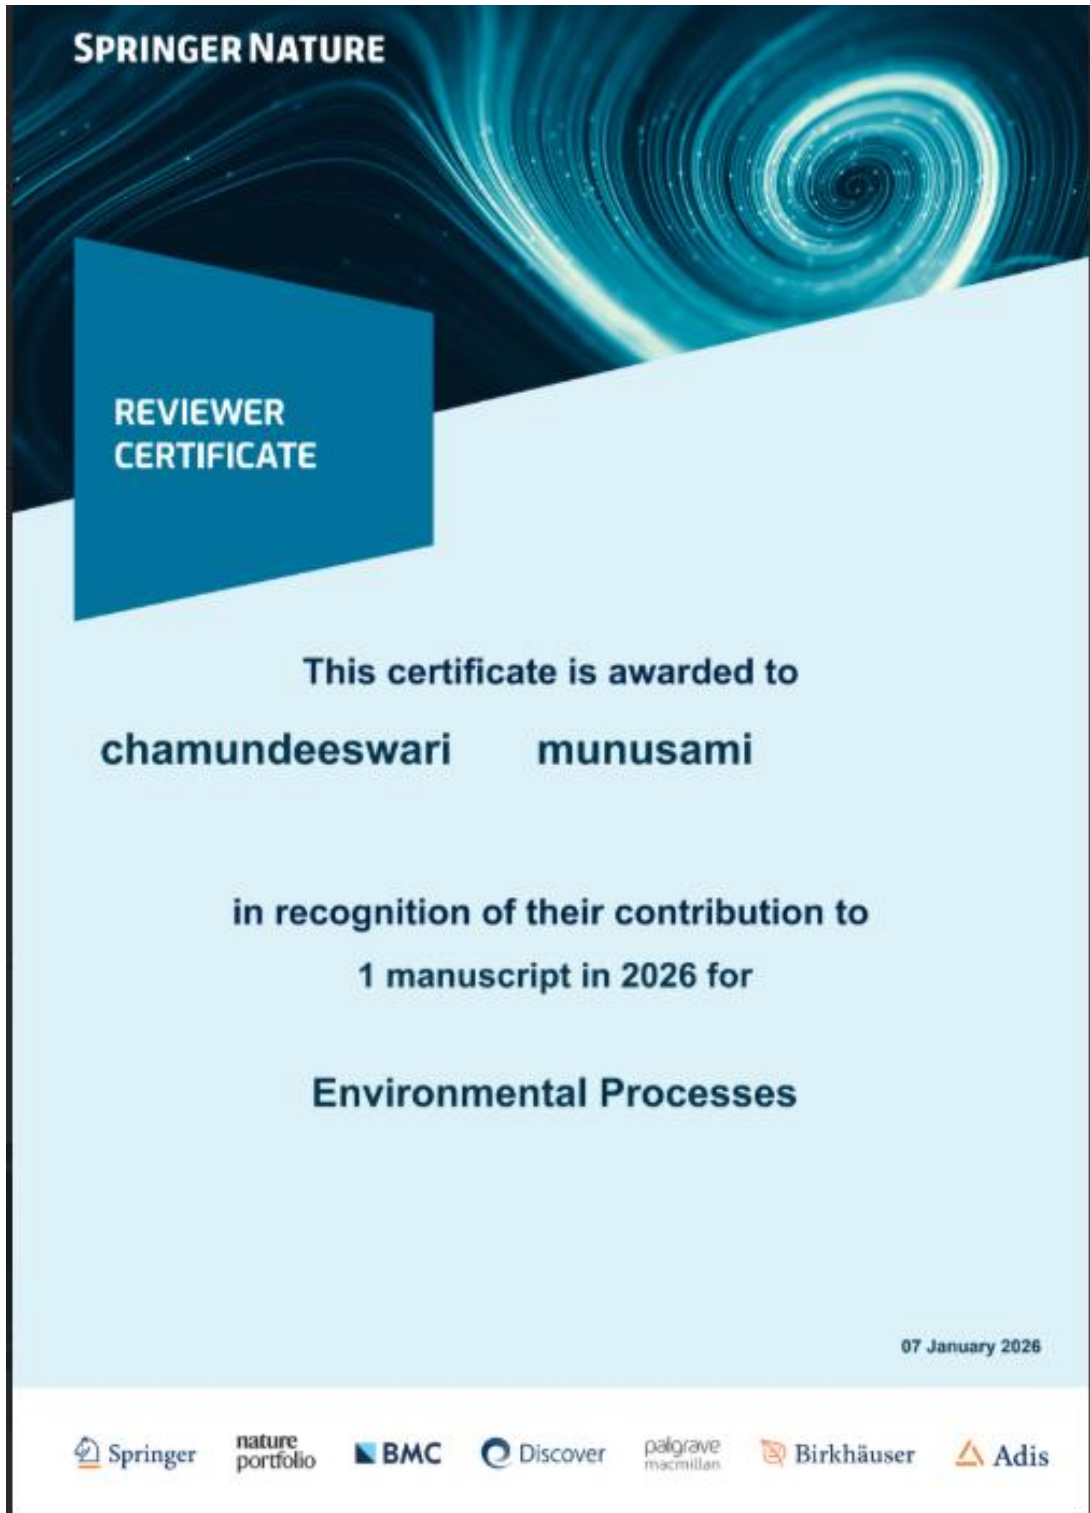 SPRINGER NATURE
REVIEWER
CERTIFICATE
This certificate is awarded to
chamundeeswari munusami
in recognition of their contribution to
1 manuscript in 2026 for
Environmental Processes
07 January 2026
Springer
nature portfolio
BMC
Discover
palgrave macmillan
Birkhäuser
Adis